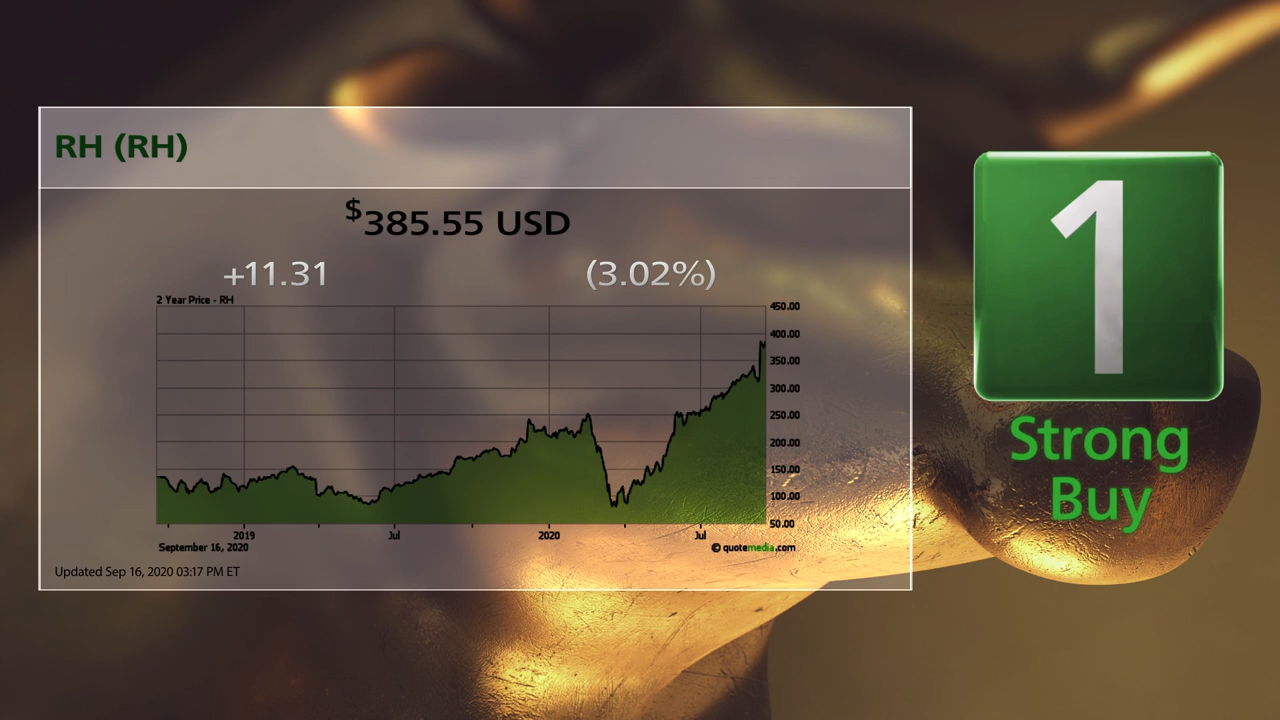 RH (RH)
$385.55 USD
+11.31 (3.02%)
2 Year Price - RH
450.00
400.00
350.00
300.00
250.00
200.00
150.00
100.00
50.00
2019 Jul 2020 Jul
September 16, 2020 © quotemedia.com
Updated Sep 16, 2020 03:17 PM ET
1
Strong
Buy